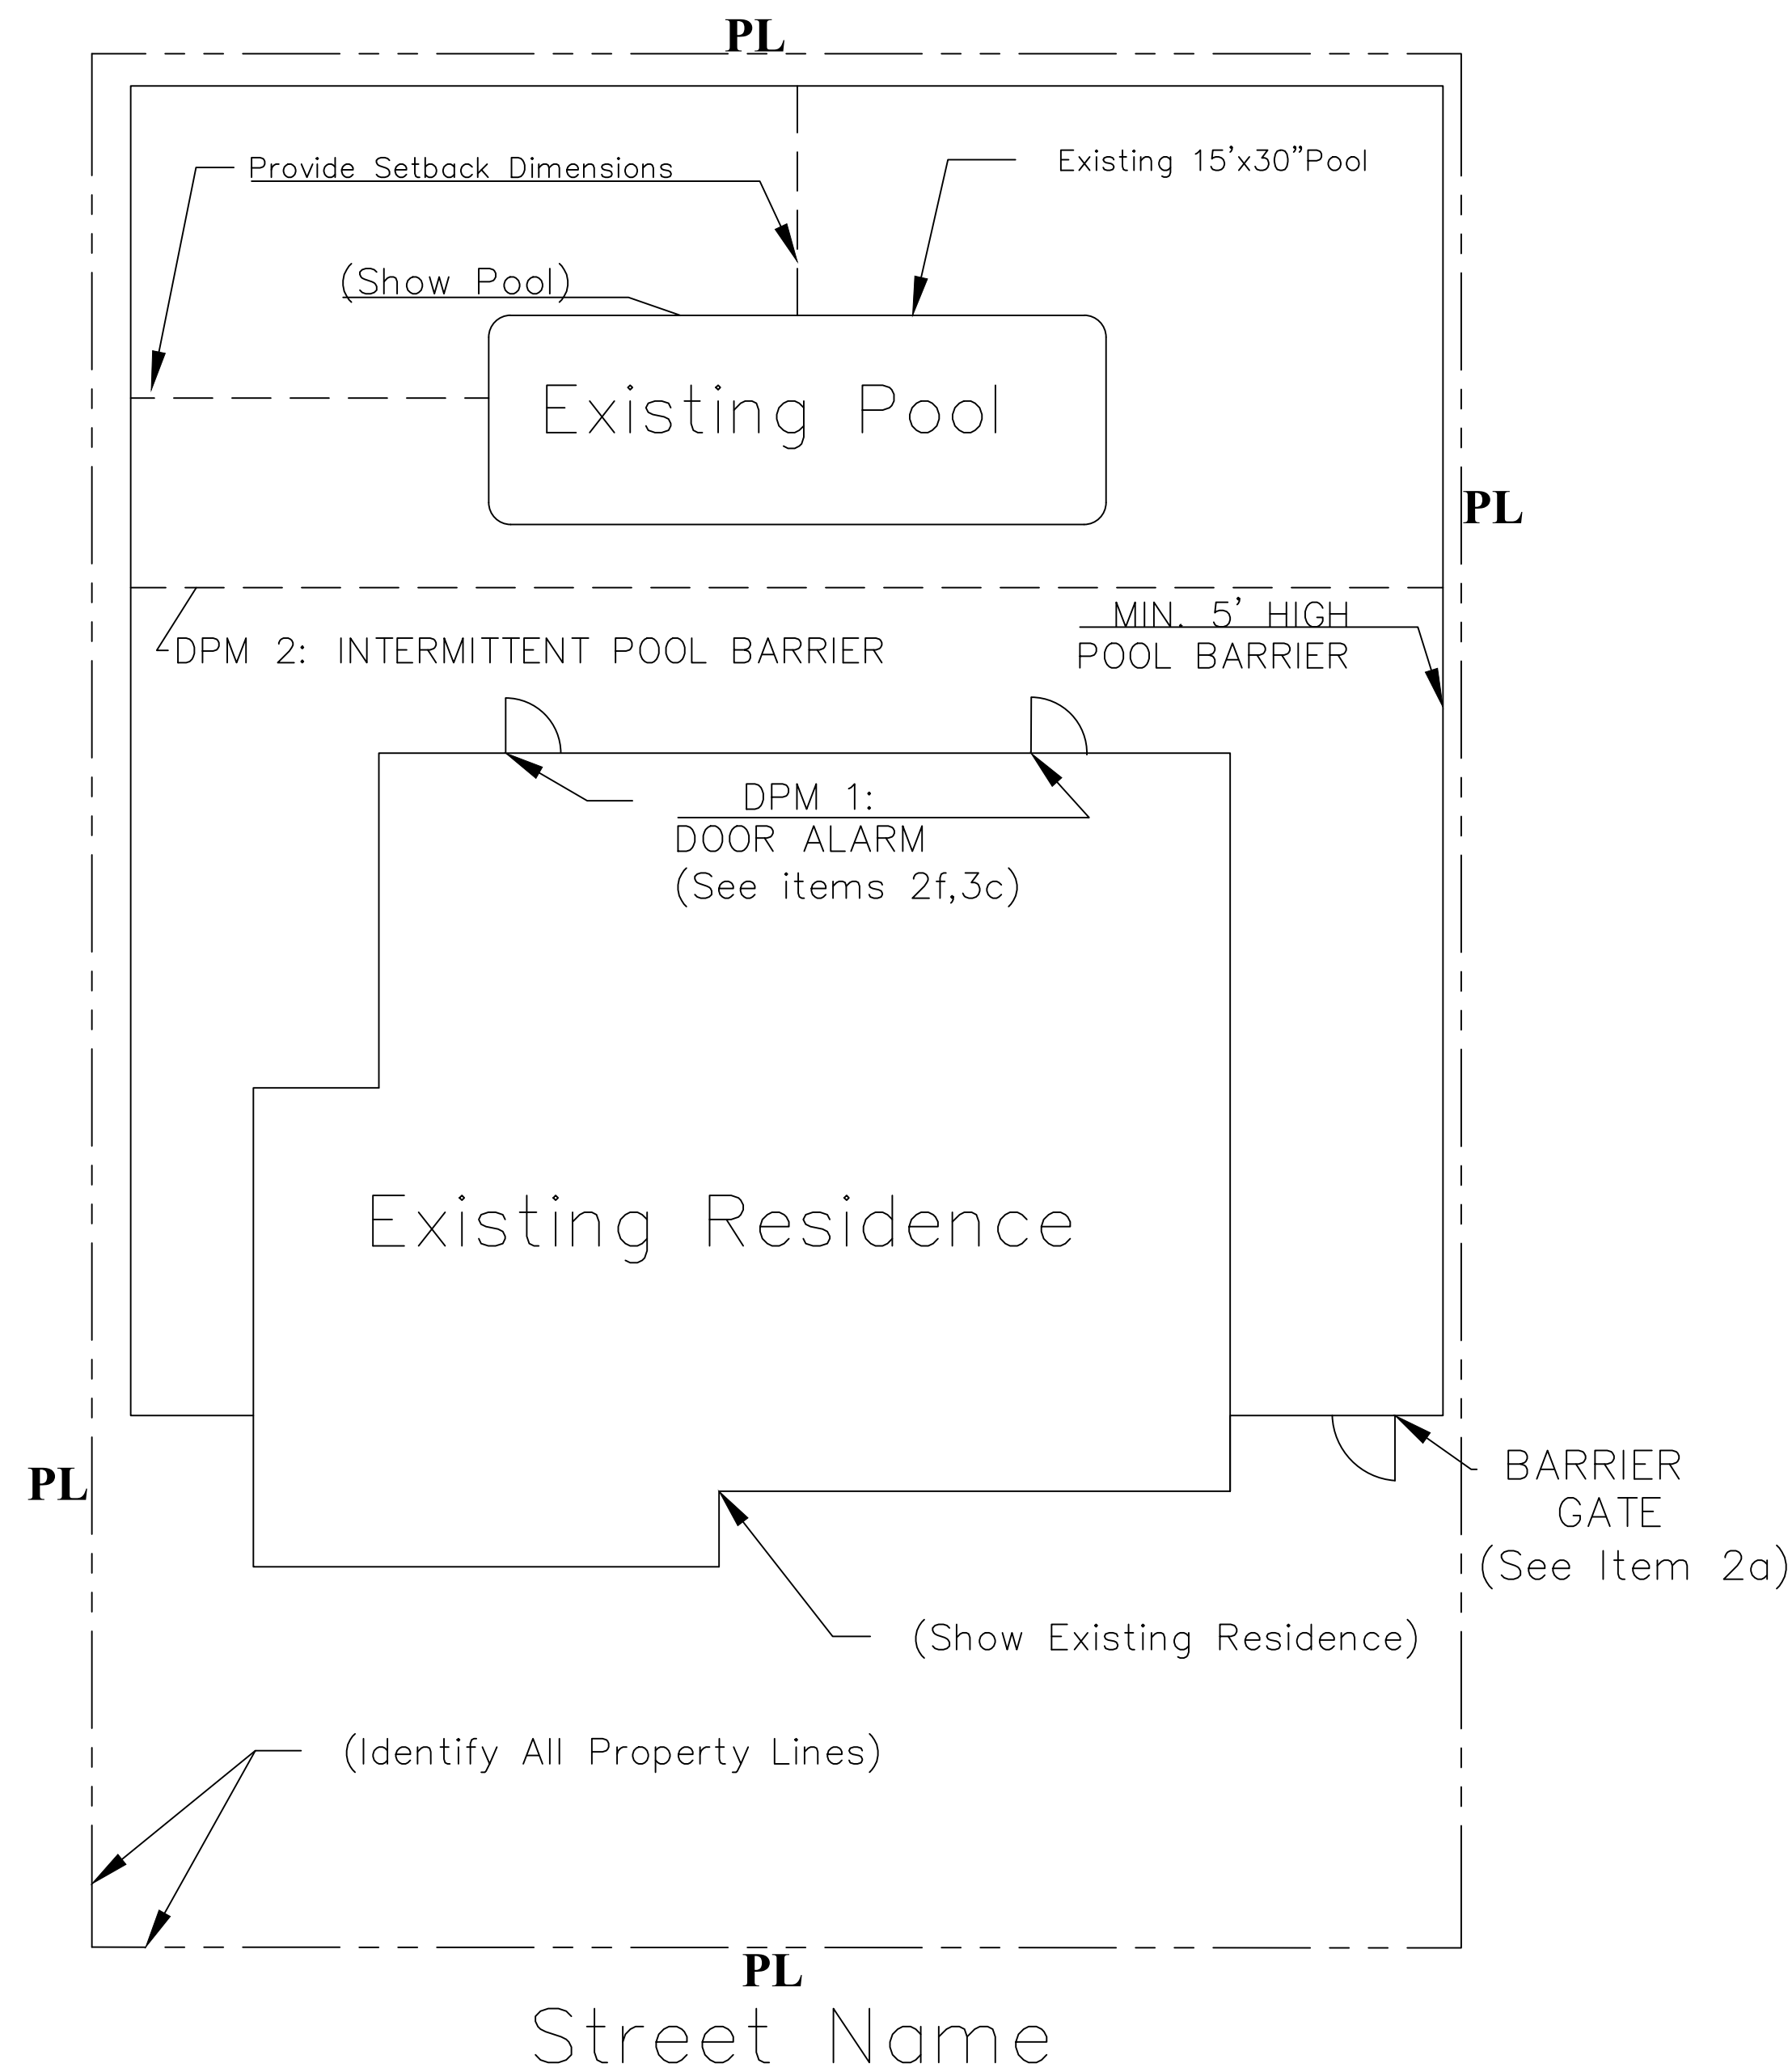 PL
Provide Setback Dimensions
Existing 15'x30"Pool
(Show Pool)
Existing Pool
PL
MIN. 5' HIGH
POOL BARRIER
DPM 2: INTERMITTENT POOL BARRIER
DPM 1:
DOOR ALARM
(See items 2f,3c)
Existing Residence
PL
BARRIER
GATE
(See Item 2a)
(Show Existing Residence)
(Identify All Property Lines)
PL
Street Name